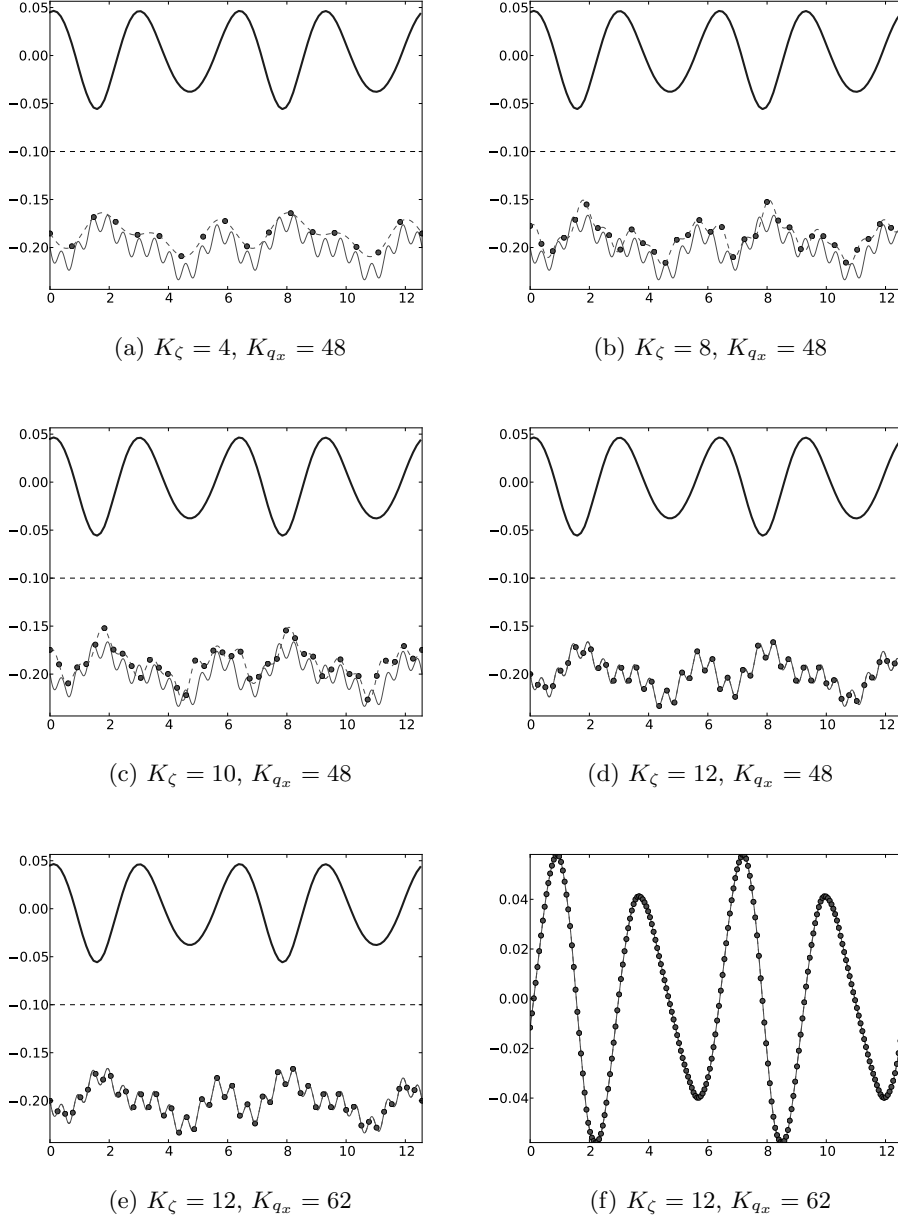 0.05
0.00
−0.05
−0.10
−0.15
−0.20
0 2 4 6 8 10 12
(a) K_ζ = 4, K_{q_x} = 48
0.05
0.00
−0.05
−0.10
−0.15
−0.20
0 2 4 6 8 10 12
(b) K_ζ = 8, K_{q_x} = 48
0.05
0.00
−0.05
−0.10
−0.15
−0.20
0 2 4 6 8 10 12
(c) K_ζ = 10, K_{q_x} = 48
0.05
0.00
−0.05
−0.10
−0.15
−0.20
0 2 4 6 8 10 12
(d) K_ζ = 12, K_{q_x} = 48
0.05
0.00
−0.05
−0.10
−0.15
−0.20
0 2 4 6 8 10 12
(e) K_ζ = 12, K_{q_x} = 62
0.04
0.02
0.00
−0.02
−0.04
0 2 4 6 8 10 12
(f) K_ζ = 12, K_{q_x} = 62